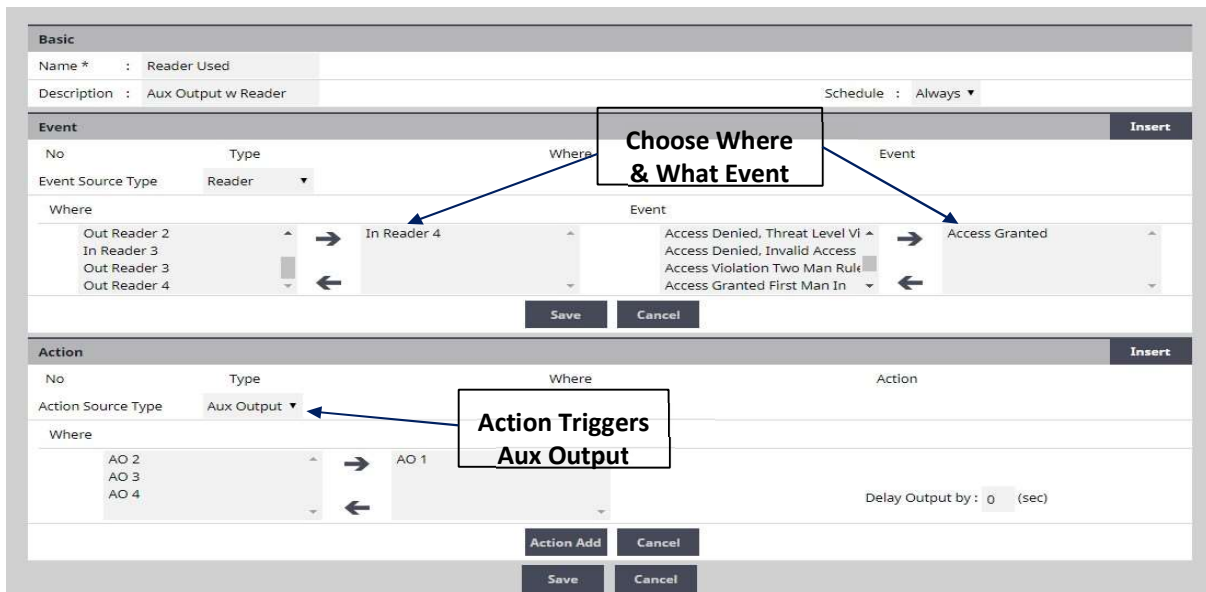 Basic
Name * : Reader Used
Description : Aux Output w Reader Schedule : Always
Event Insert
No Type Where Event
Choose Where
& What Event
Event Source Type Reader
Where Event
Out Reader 2
In Reader 3
Out Reader 3
Out Reader 4
In Reader 4
Access Denied, Threat Level Vi
Access Denied, Invalid Access
Access Violation Two Man Rule
Access Granted First Man In
Access Granted
Save Cancel
Action Insert
No Type Where Action
Action Source Type Aux Output
Action Triggers
Aux Output
Where
AO 2
AO 3
AO 4
AO 1
Delay Output by : 0 (sec)
Action Add Cancel
Save Cancel